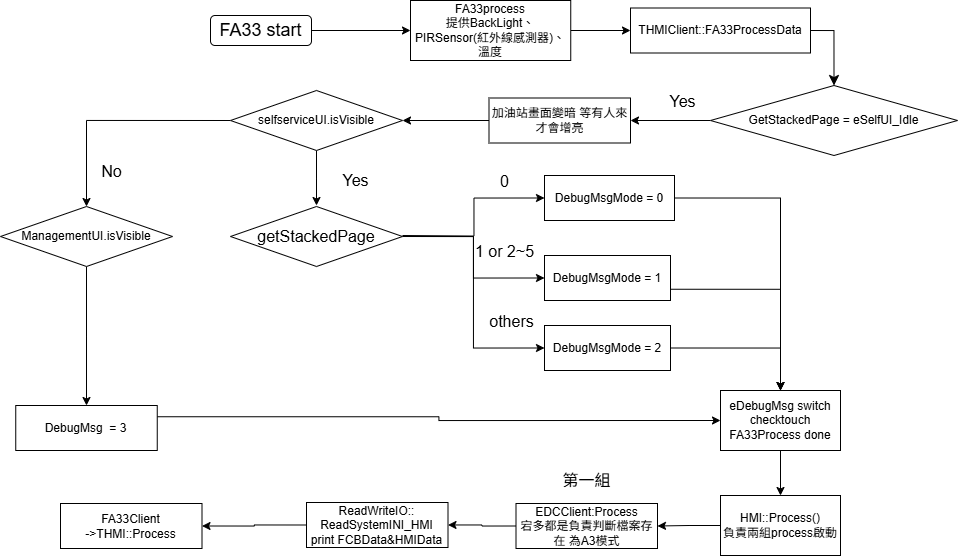 FA33 start
FA33process
提供BackLight、
PIRSensor(紅外線感測器)、
溫度
THMIClient::FA33ProcessData
GetStackedPage = eSelfUI_Idle
Yes
加油站畫面變暗 等有人來
才會增亮
selfserviceUI.isVisible
No
Yes
ManagementUI.isVisible
getStackedPage
0
DebugMsgMode = 0
1 or 2~5
DebugMsgMode = 1
others
DebugMsgMode = 2
DebugMsg  = 3
eDebugMsg switch
checktouch
FA33Process done
HMI::Process()
負責兩組process啟動
第一組
EDCClient:Process
宕多都是負責判斷檔案存
在 為A3模式
ReadWriteIO::
ReadSystemINI_HMI
print FCBData&HMIData
FA33Client
->THMI::Process